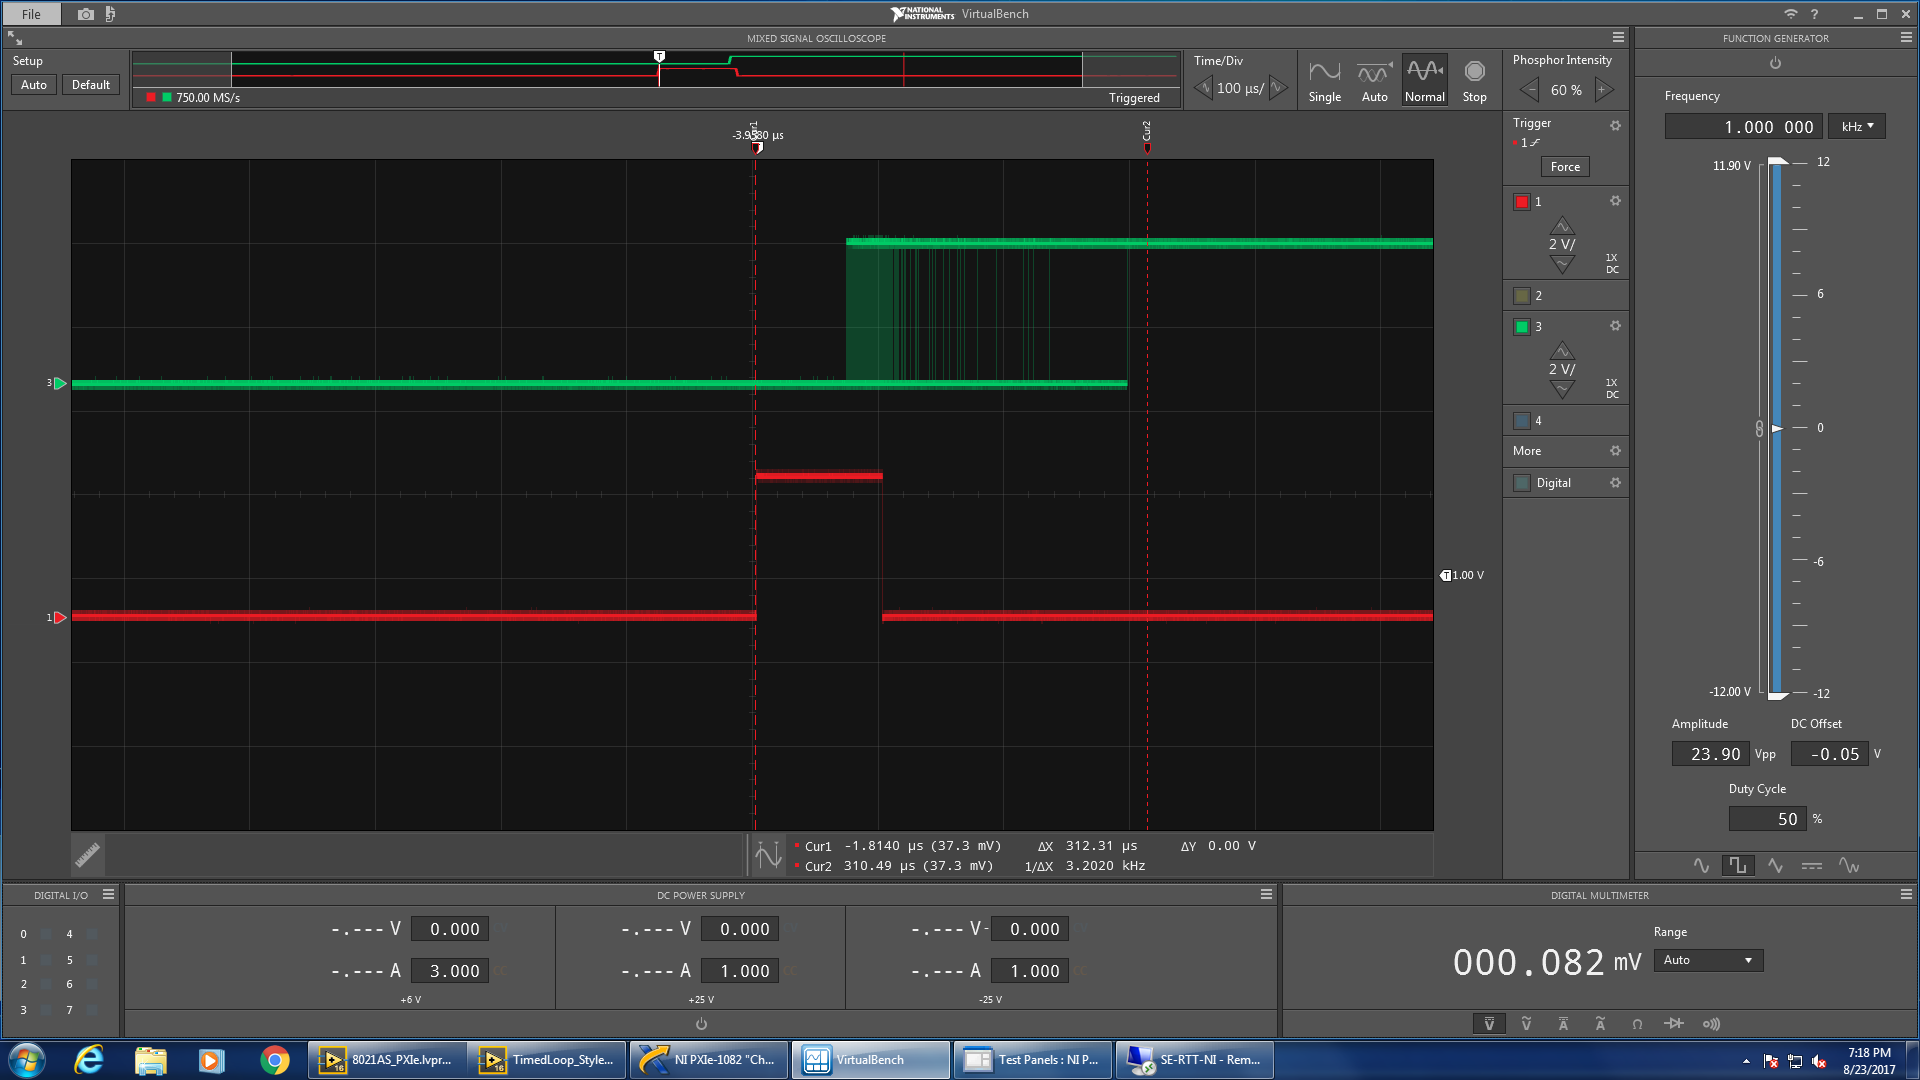 File
NATIONAL INSTRUMENTS VirtualBench
MIXED SIGNAL OSCILLOSCOPE
FUNCTION GENERATOR
Setup
Auto Default
750.00 MS/s
Triggered
T
Time/Div
100 µs/
Single Auto Normal Stop
Phosphor Intensity
60 %
-3.9580 µs
Cur2
Trigger
1
Force
1
2 V/
1X
DC
2
3
2 V/
1X
DC
4
More
Digital
3
1
T 1.00 V
Cur1 -1.8140 µs (37.3 mV) ΔX 312.31 µs ΔY 0.00 V
Cur2 310.49 µs (37.3 mV) 1/ΔX 3.2020 kHz
Frequency
1.000 000 kHz
11.90 V
12
6
0
-6
-12.00 V
-12
Amplitude DC Offset
23.90 Vpp -0.05 V
Duty Cycle
50 %
DIGITAL I/O
0 4
1 5
2 6
3 7
DC POWER SUPPLY
-.--- V 0.000 -.--- V 0.000 -.--- V - 0.000
-.--- A 3.000 -.--- A 1.000 -.--- A 1.000
+6 V +25 V -25 V
DIGITAL MULTIMETER
Range
000.082 mV Auto
V V A A Ω
8021AS_PXIe.lvpr... TimedLoop_Style... NI PXIe-1082 "Ch... VirtualBench Test Panels : NI P... SE-RTT-NI - Rem...
7:18 PM
8/23/2017